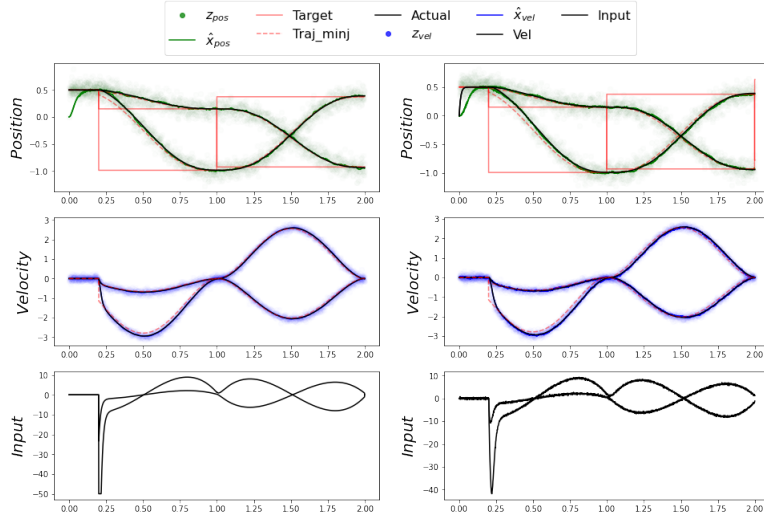 z_pos Target Actual x̂_vel Input
x̂_pos Traj_minj z_vel Vel
Position Position
0.5 0.5
0.0 0.0
−0.5 −0.5
−1.0 −1.0
0.00 0.25 0.50 0.75 1.00 1.25 1.50 1.75 2.00 0.00 0.25 0.50 0.75 1.00 1.25 1.50 1.75 2.00
Velocity Velocity
3 3
2 2
1 1
0 0
−1 −1
−2 −2
−3 −3
0.00 0.25 0.50 0.75 1.00 1.25 1.50 1.75 2.00 0.00 0.25 0.50 0.75 1.00 1.25 1.50 1.75 2.00
Input Input
10 10
0 0
−10 −10
−20 −20
−30 −30
−40 −40
−50
0.00 0.25 0.50 0.75 1.00 1.25 1.50 1.75 2.00 0.00 0.25 0.50 0.75 1.00 1.25 1.50 1.75 2.00